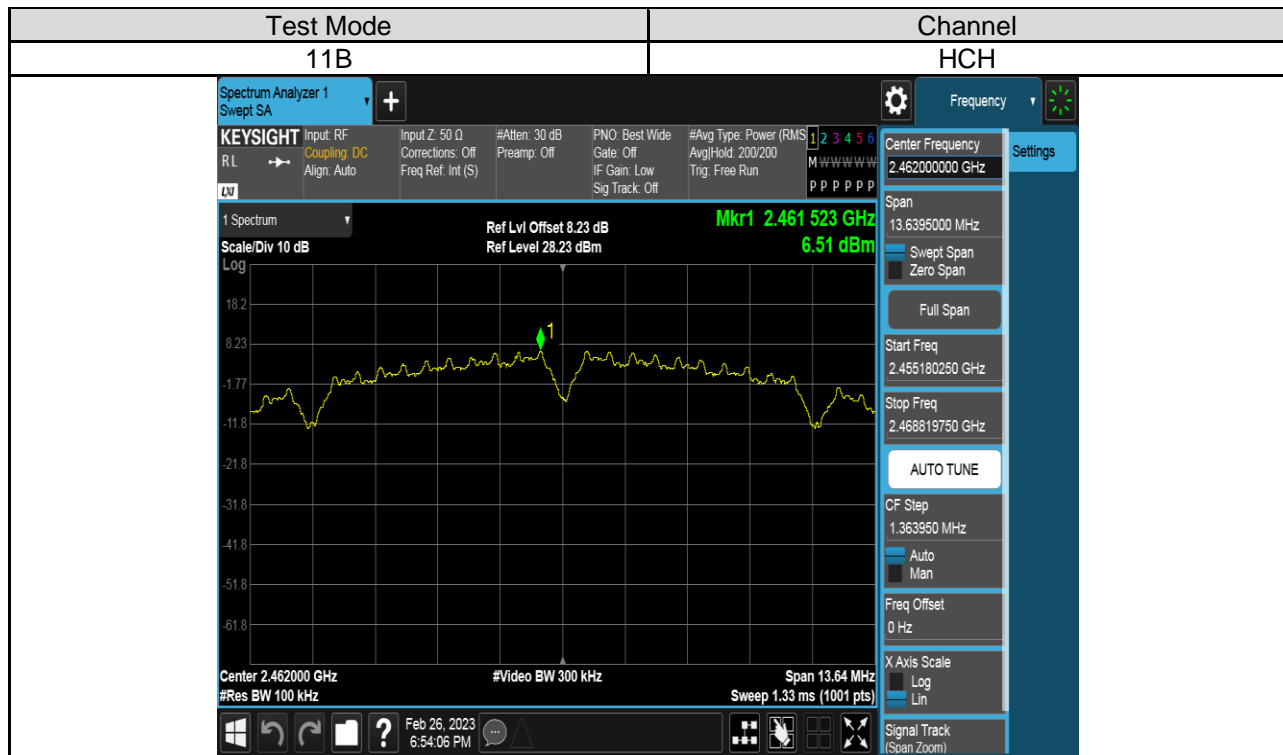 Test Mode Channel
11B HCH
Spectrum Analyzer 1
Swept SA
+
Frequency
KEYSIGHT
RL
LXI
Input: RF
Coupling: DC
Align: Auto
Input Z: 50 Ω
Corrections: Off
Freq Ref: Int (S)
#Atten: 30 dB
Preamp: Off
PNO: Best Wide
Gate: Off
IF Gain: Low
Sig Track: Off
#Avg Type: Power (RMS
Avg|Hold: 200/200
Trig: Free Run
1 2 3 4 5 6
M W W W W W
P P P P P P
1 Spectrum
Scale/Div 10 dB
Ref Lvl Offset 8.23 dB
Ref Level 28.23 dBm
Mkr1 2.461 523 GHz
6.51 dBm
Log
18.2
8.23
-1.77
-11.8
-21.8
-31.8
-41.8
-51.8
-61.8
1
Center 2.462000 GHz
#Res BW 100 kHz
#Video BW 300 kHz
Span 13.64 MHz
Sweep 1.33 ms (1001 pts)
Center Frequency
2.462000000 GHz
Settings
Span
13.6395000 MHz
Swept Span
Zero Span
Full Span
Start Freq
2.455180250 GHz
Stop Freq
2.468819750 GHz
AUTO TUNE
CF Step
1.363950 MHz
Auto
Man
Freq Offset
0 Hz
X Axis Scale
Log
Lin
Signal Track
(Span Zoom)
?
Feb 26, 2023
6:54:06 PM